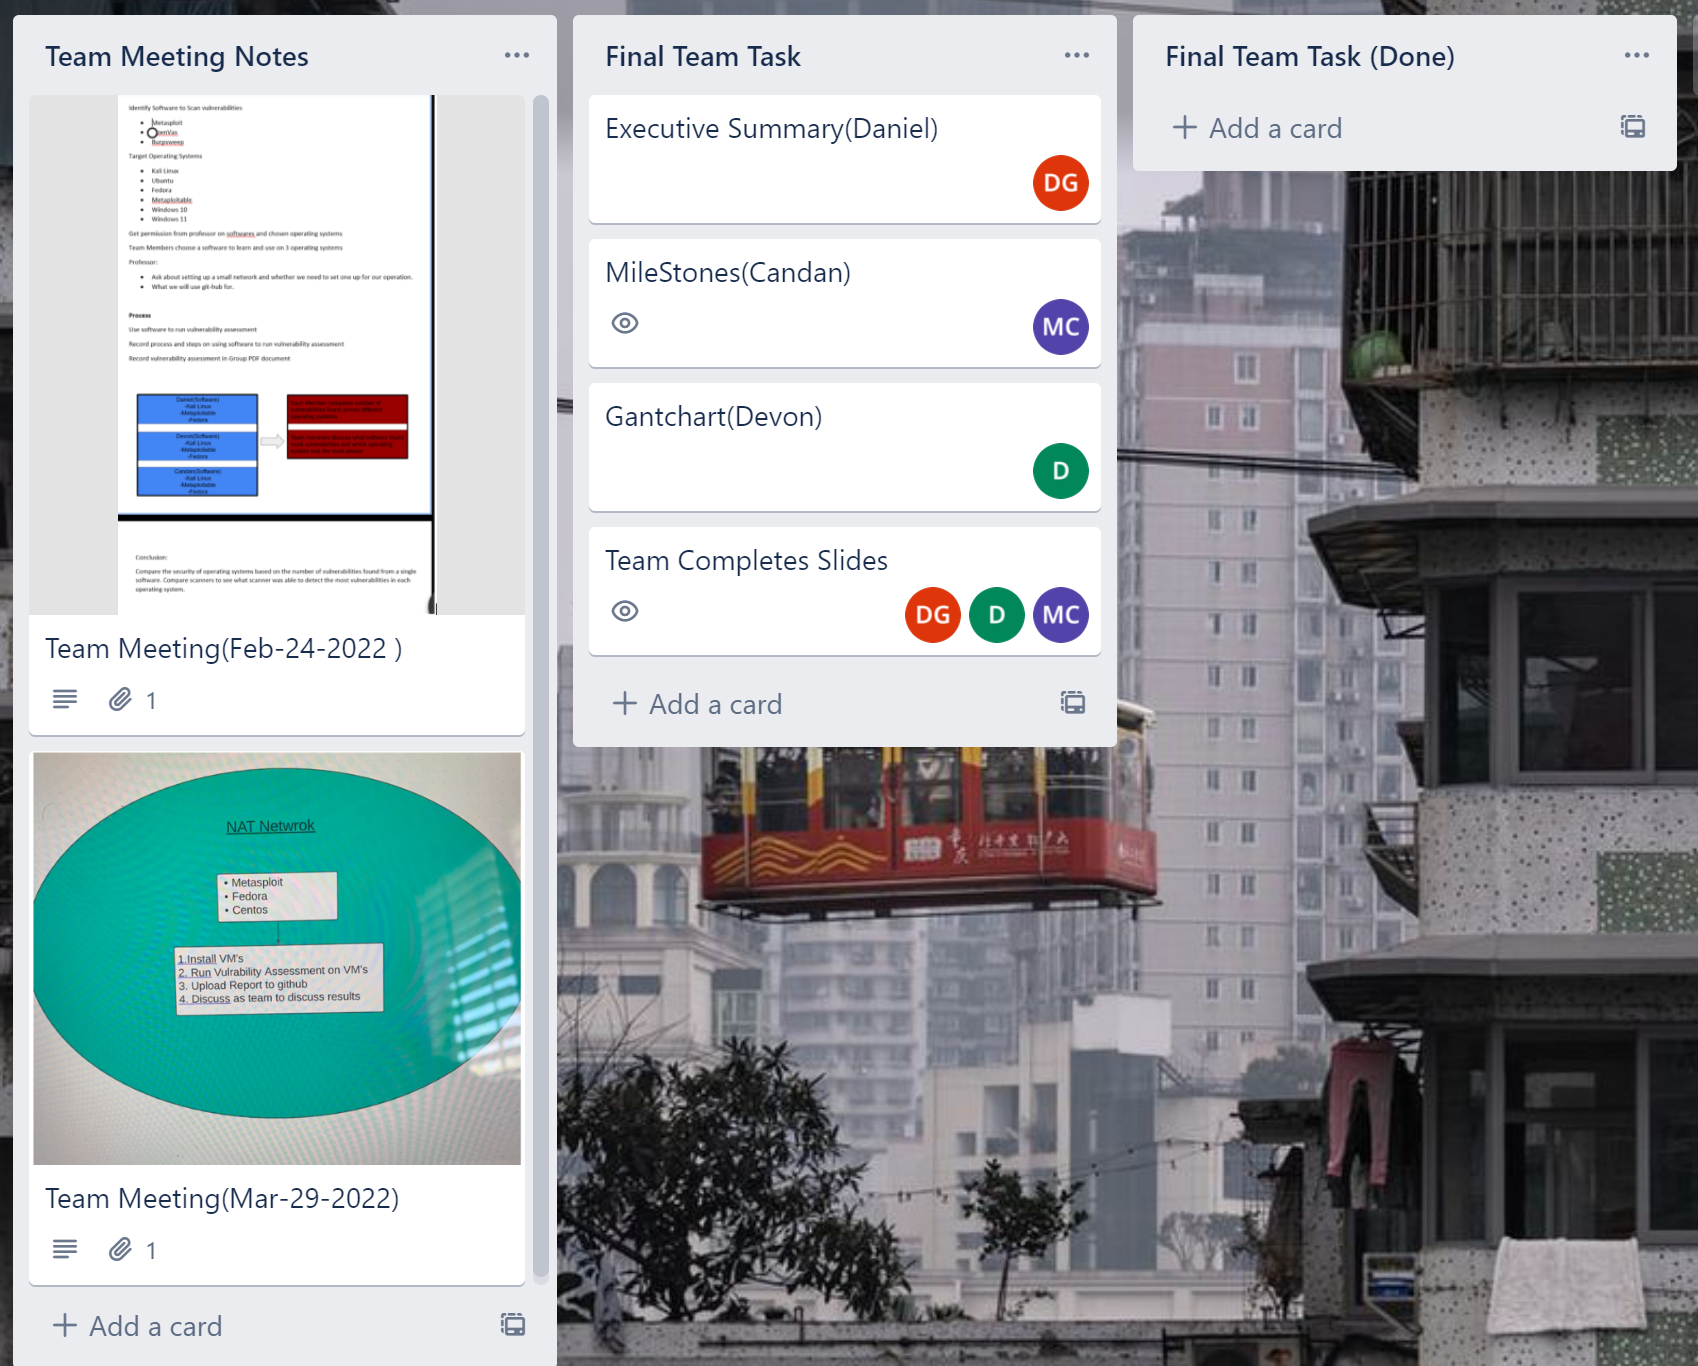 Team Meeting Notes
Identify Software to Scan vulnerabilities
Metasploit
OpenVas
Burpsweep
Target Operating Systems
Kali Linux
Ubuntu
Fedora
Metaploitable
Windows 10
Windows 11
Get permission from professor on softwares and chosen operating systems
Team Members choose a software to learn and use on 3 operating systems
Professor:
Ask about setting up a small network and whether we need to set one up for our operation.
What we will use git-hub for.
Process
Use software to run vulnerability assessment
Record process and steps on using software to run vulnerability assessment
Record vulnerability assessment in Group PDF document
Daniel(Software)
-Kali Linux
-Metaploitable
-Fedora
Devon(Software)
-Kali Linux
-Metaploitable
-Fedora
Candan(Software)
-Kali Linux
-Metaploitable
-Fedora
Conclusion:
Compare the security of operating systems based on the number of vulnerabilities found from a single
software. Compare scanners to see what scanner was able to detect the most vulnerabilities in each
operating system.
Team Meeting(Feb-24-2022 )
1
NAT Netwrok
• Metasploit
• Fedora
• Centos
1.Install VM's
2. Run Vulrability Assessment on VM's
3. Upload Report to github
4. Discuss as team to discuss results
Team Meeting(Mar-29-2022)
1
+ Add a card
Final Team Task
Executive Summary(Daniel)
DG
MileStones(Candan)
MC
Gantchart(Devon)
D
Team Completes Slides
DG D MC
+ Add a card
Final Team Task (Done)
+ Add a card